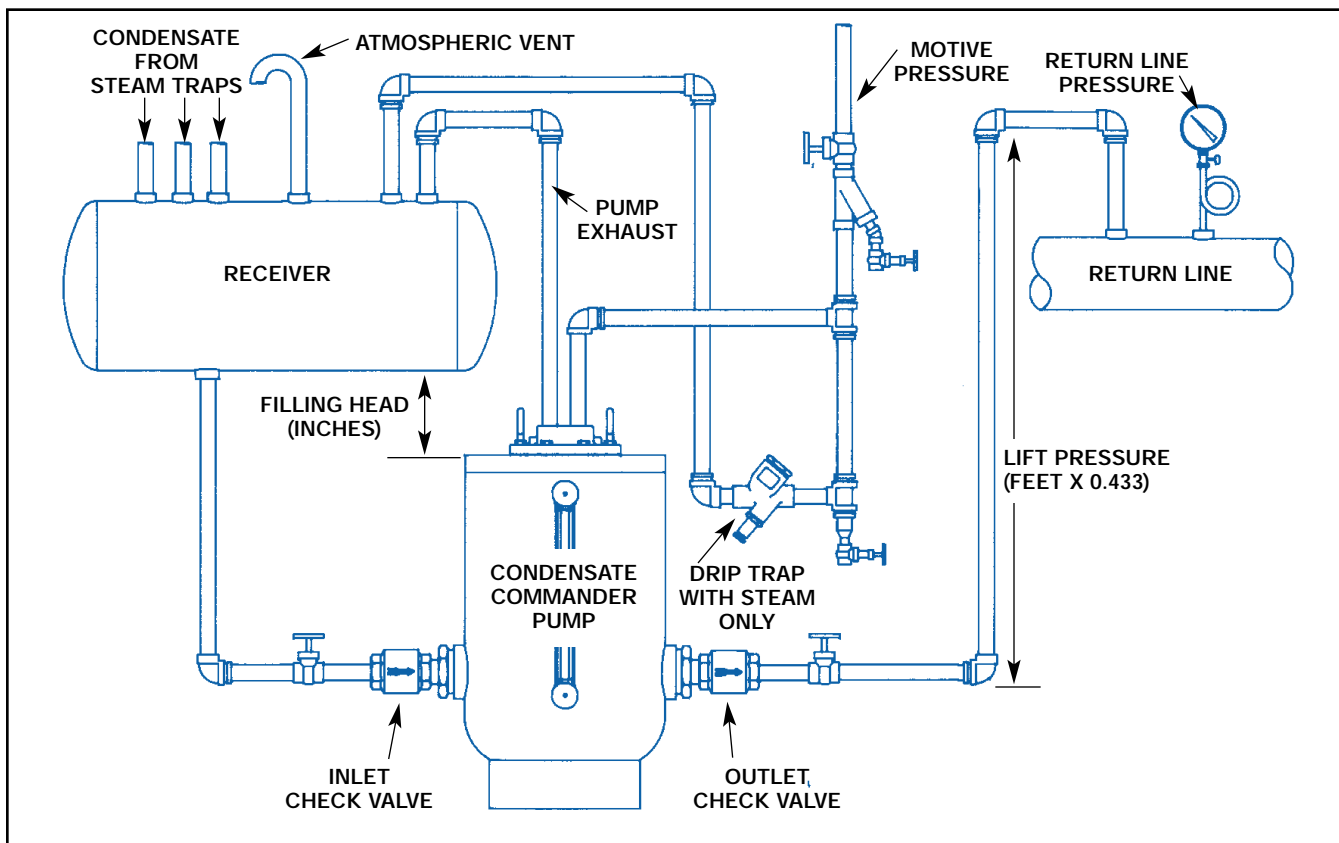 CONDENSATE
FROM
STEAM TRAPS
ATMOSPHERIC VENT
MOTIVE
PRESSURE
RETURN LINE
PRESSURE
PUMP
EXHAUST
RECEIVER
RETURN LINE
FILLING HEAD
(INCHES)
LIFT PRESSURE
(FEET X 0.433)
CONDENSATE
COMMANDER
PUMP
DRIP TRAP
WITH STEAM
ONLY
INLET
CHECK VALVE
OUTLET
CHECK VALVE